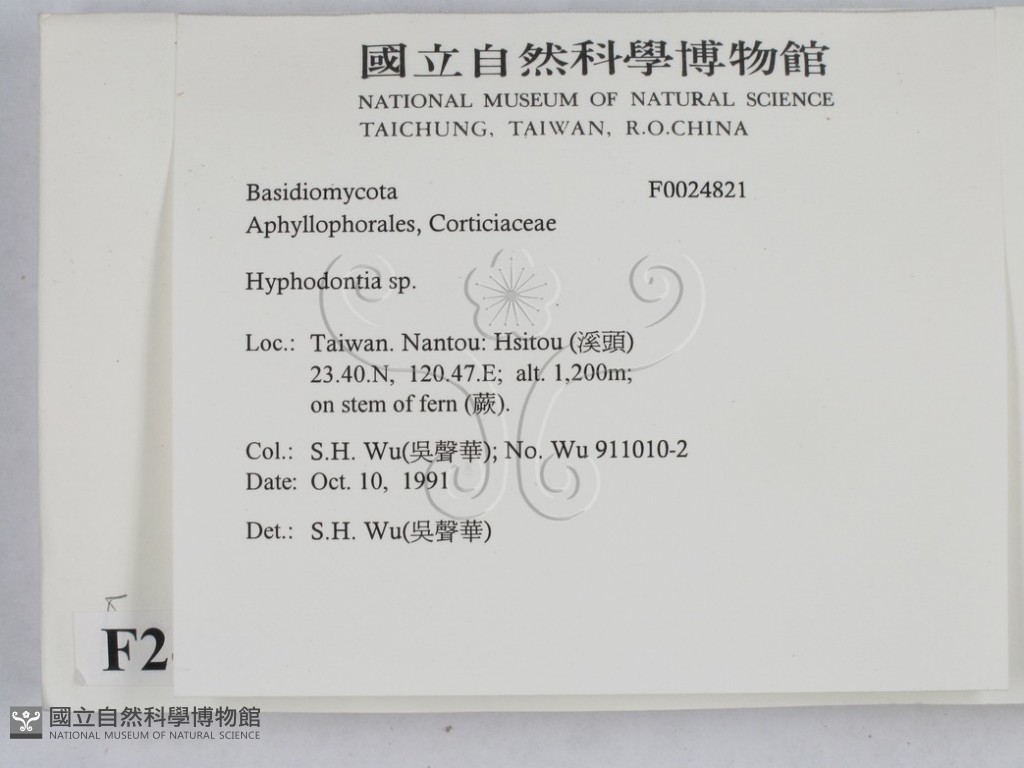 國立自然科學博物館
NATIONAL MUSEUM OF NATURAL SCIENCE
TAICHUNG, TAIWAN, R.O.CHINA
Basidiomycota F0024821
Aphyllophorales, Corticiaceae
Hyphodontia sp.
Loc.: Taiwan. Nantou: Hsitou (溪頭)
23.40.N, 120.47.E; alt. 1,200m;
on stem of fern (蕨).
Col.: S.H. Wu(吳聲華); No. Wu 911010-2
Date: Oct. 10, 1991
Det.: S.H. Wu(吳聲華)
F2
國立自然科學博物館
NATIONAL MUSEUM OF NATURAL SCIENCE